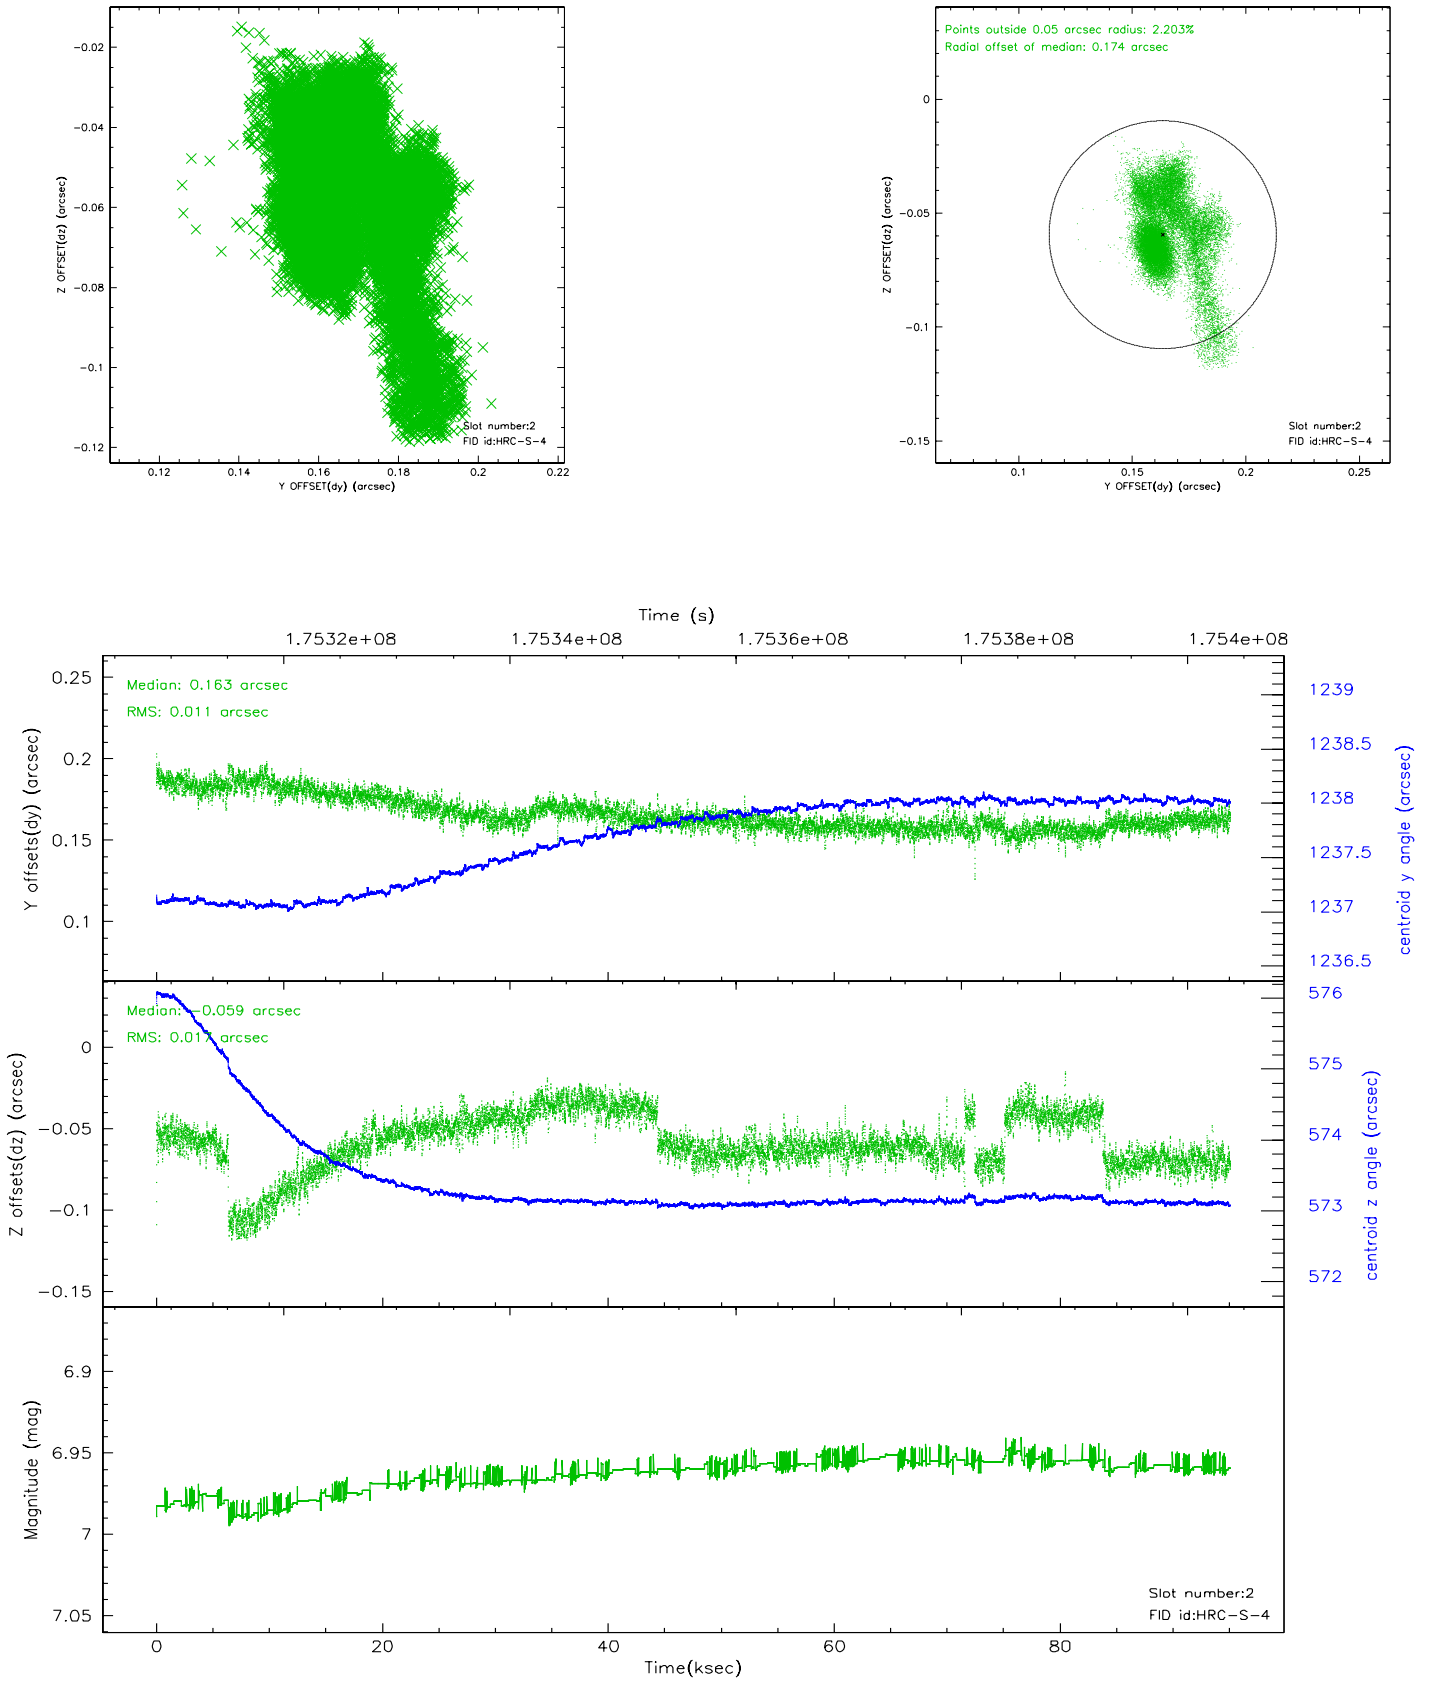 −0.02
−0.04
−0.06
−0.08
−0.1
−0.12
Z OFFSET(dz) (arcsec)
Slot number:2
FID id:HRC−S−4
0.12 0.14 0.16 0.18 0.2 0.22
Y OFFSET(dy) (arcsec)
Points outside 0.05 arcsec radius: 2.203%
Radial offset of median: 0.174 arcsec
0
−0.05
−0.1
−0.15
Z OFFSET(dz) (arcsec)
Slot number:2
FID id:HRC−S−4
0.1 0.15 0.2 0.25
Y OFFSET(dy) (arcsec)
Time (s)
1.7532e+08 1.7534e+08 1.7536e+08 1.7538e+08 1.754e+08
Median: 0.163 arcsec
RMS: 0.011 arcsec
0.25
0.2
0.15
0.1
Y offsets(dy) (arcsec)
1239
1238.5
1238
1237.5
1237
1236.5
centroid y angle (arcsec)
Median: −0.059 arcsec
RMS: 0.017 arcsec
0
−0.05
−0.1
−0.15
Z offsets(dz) (arcsec)
576
575
574
573
572
centroid z angle (arcsec)
6.9
6.95
7
7.05
Magnitude (mag)
Slot number:2
FID id:HRC−S−4
0 20 40 60 80
Time(ksec)